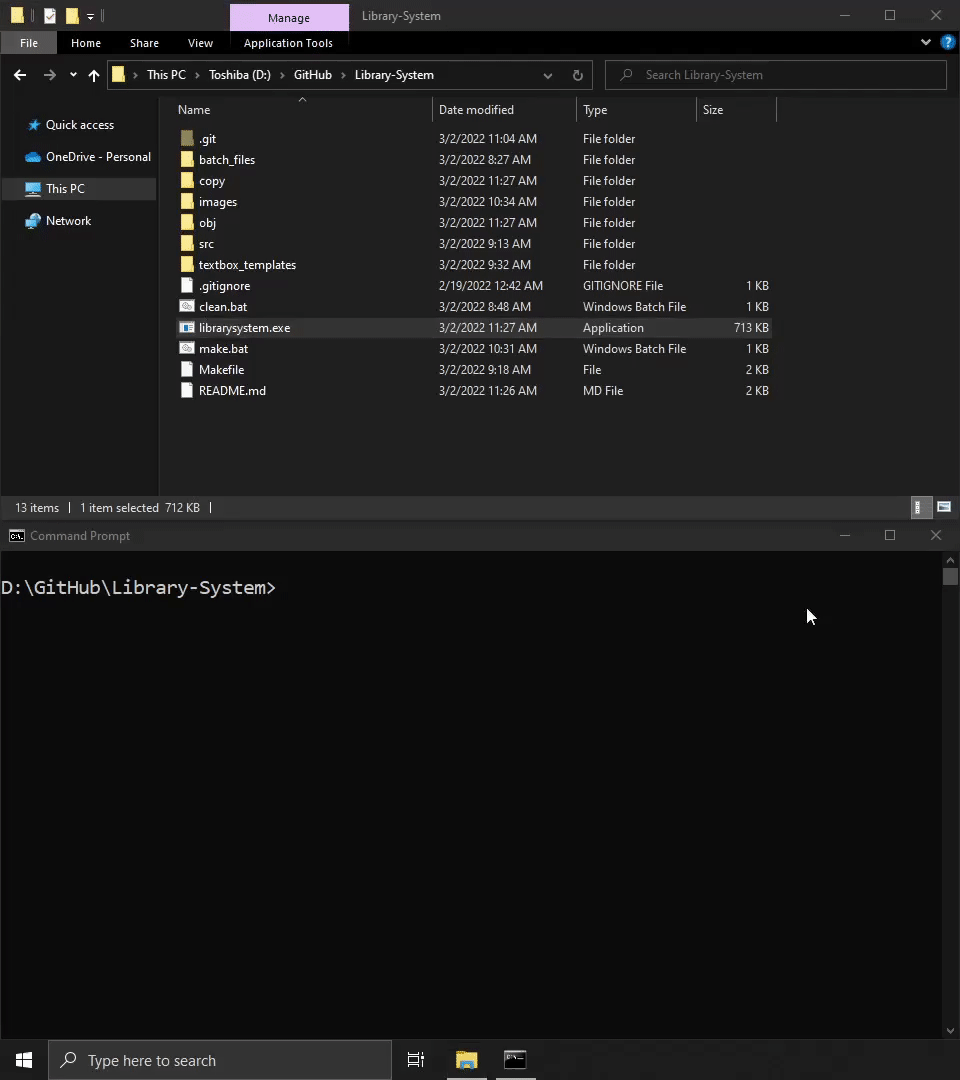 Manage
Library-System
File
Home
Share
View
Application Tools
This PC > Toshiba (D:) > GitHub > Library-System
Search Library-System
Name
Date modified
Type
Size
Quick access
OneDrive - Personal
This PC
Network
.git 3/2/2022 11:04 AM File folder
batch_files 3/2/2022 8:27 AM File folder
copy 3/2/2022 11:27 AM File folder
images 3/2/2022 10:34 AM File folder
obj 3/2/2022 11:27 AM File folder
src 3/2/2022 9:13 AM File folder
textbox_templates 3/2/2022 9:32 AM File folder
.gitignore 2/19/2022 12:42 AM GITIGNORE File 1 KB
clean.bat 3/2/2022 8:48 AM Windows Batch File 1 KB
librarysystem.exe 3/2/2022 11:27 AM Application 713 KB
make.bat 3/2/2022 10:31 AM Windows Batch File 1 KB
Makefile 3/2/2022 9:18 AM File 2 KB
README.md 3/2/2022 11:26 AM MD File 2 KB
13 items
1 item selected 712 KB
Command Prompt
D:\GitHub\Library-System>
Type here to search